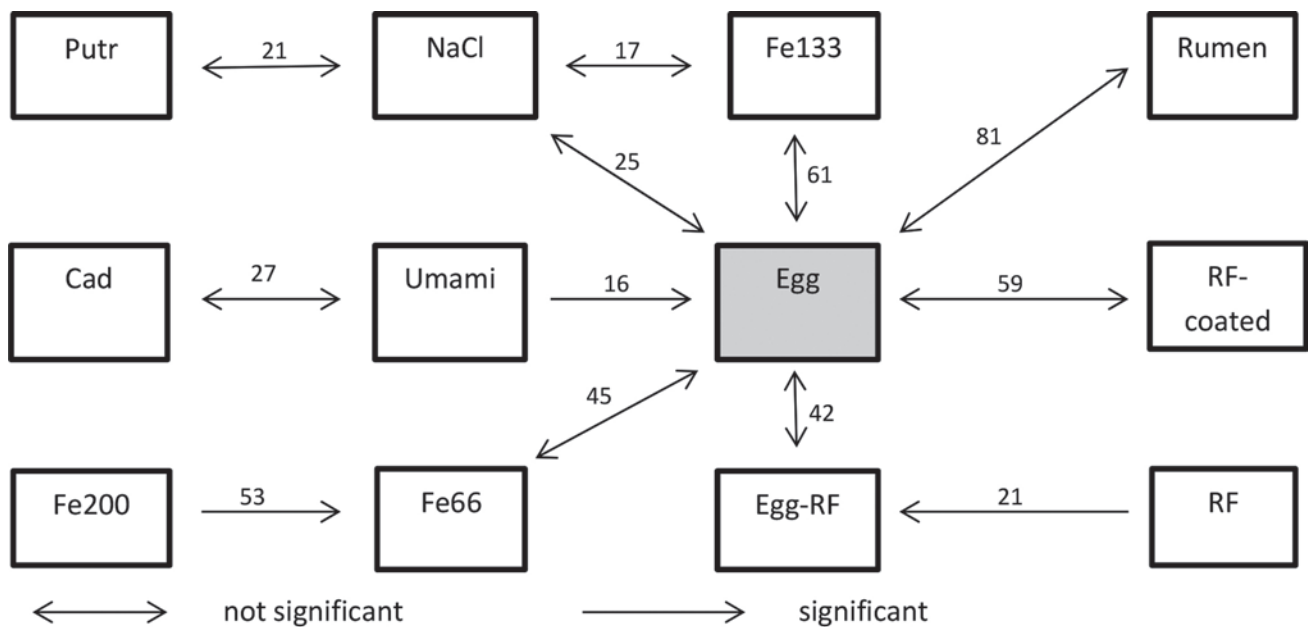 Putr
21
NaCl
17
Fe133
Rumen
25
61
81
Cad
27
Umami
16
Egg
59
RF-
coated
45
42
Fe200
53
Fe66
Egg-RF
21
RF
not significant
significant